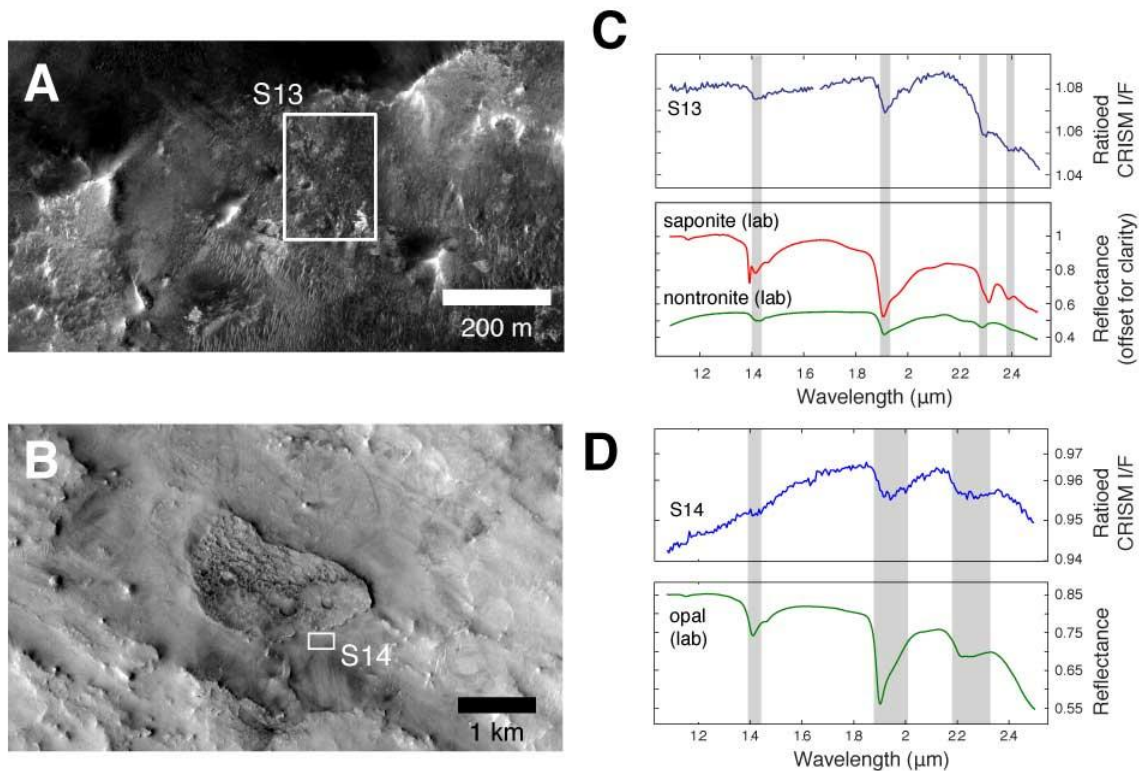 A
S13
200 m
B
S14
1 km
C
S13
1.08
1.06
1.04
Ratioed
CRISM I/F
saponite (lab)
nontronite (lab)
1
0.8
0.6
0.4
Reflectance
(offset for clarity)
1.2 1.4 1.6 1.8 2 2.2 2.4
Wavelength (µm)
D
S14
0.97
0.96
0.95
0.94
Ratioed
CRISM I/F
opal
(lab)
0.85
0.75
0.65
0.55
Reflectance
1.2 1.4 1.6 1.8 2 2.2 2.4
Wavelength (µm)